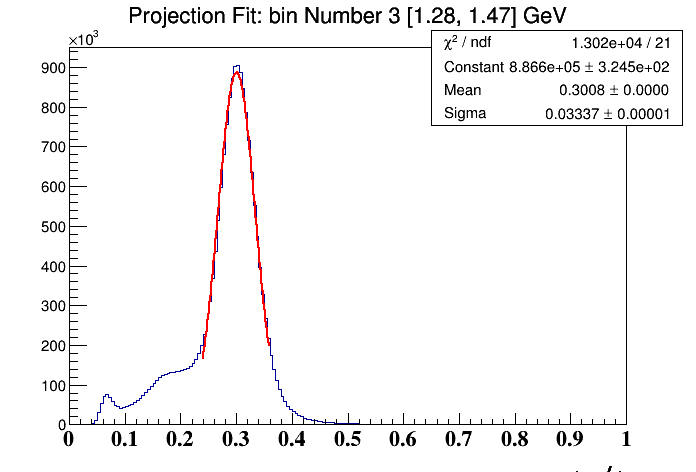 Projection Fit: bin Number 3 [1.28, 1.47] GeV
×10³
χ² / ndf 1.302e+04 / 21
Constant 8.866e+05 ± 3.245e+02
Mean 0.3008 ± 0.0000
Sigma 0.03337 ± 0.00001
900
800
700
600
500
400
300
200
100
0
0 0.1 0.2 0.3 0.4 0.5 0.6 0.7 0.8 0.9 1